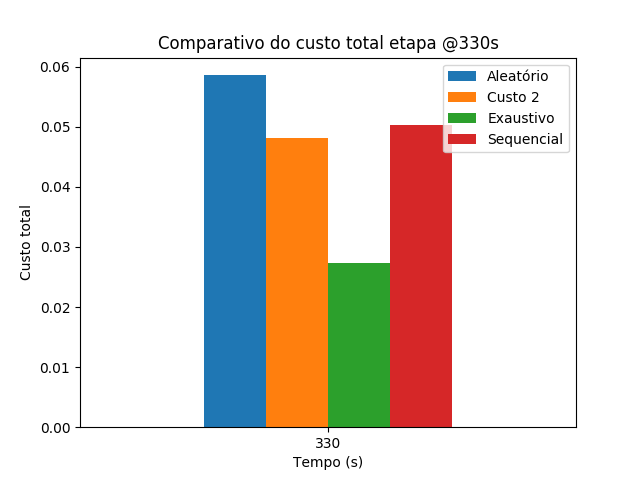 Comparativo do custo total etapa @330s
Aleatório
Custo 2
Exaustivo
Sequencial
Custo total
0.06
0.05
0.04
0.03
0.02
0.01
0.00
330
Tempo (s)